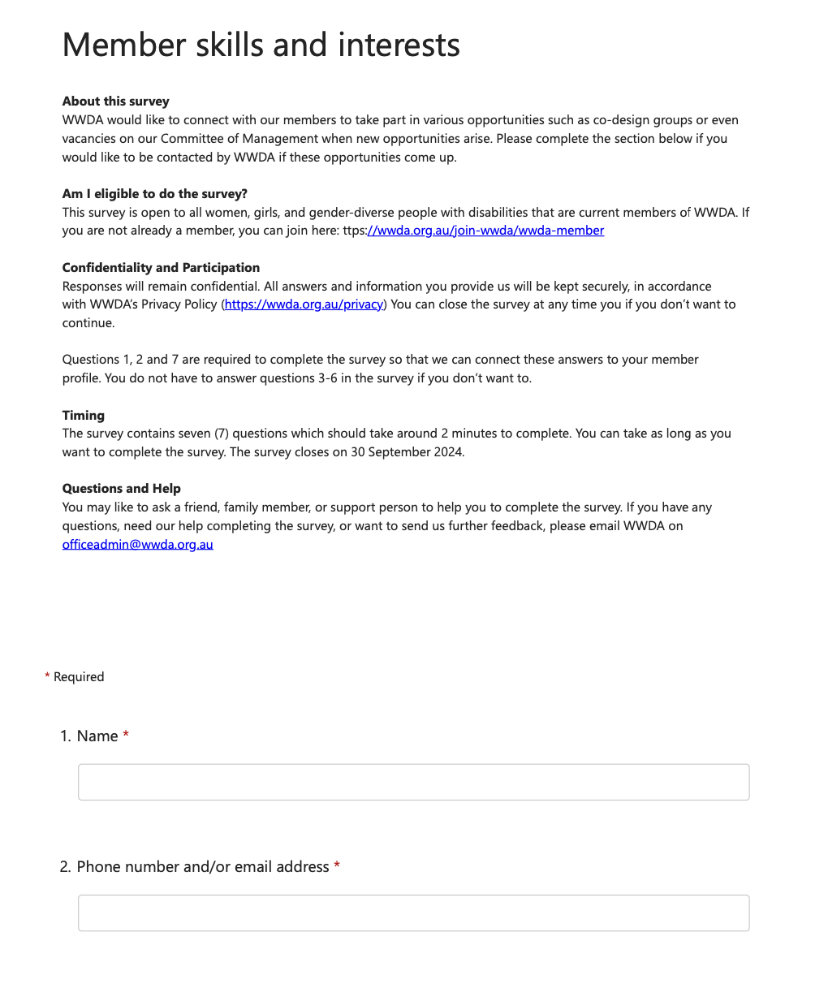 Member skills and interests
About this survey
WWDA would like to connect with our members to take part in various opportunities such as co-design groups or even
vacancies on our Committee of Management when new opportunities arise. Please complete the section below if you
would like to be contacted by WWDA if these opportunities come up.
Am I eligible to do the survey?
This survey is open to all women, girls, and gender-diverse people with disabilities that are current members of WWDA. If
you are not already a member, you can join here: ttps://wwda.org.au/join-wwda/wwda-member
Confidentiality and Participation
Responses will remain confidential. All answers and information you provide us will be kept securely, in accordance
with WWDA’s Privacy Policy (https://wwda.org.au/privacy) You can close the survey at any time you if you don’t want to
continue.
Questions 1, 2 and 7 are required to complete the survey so that we can connect these answers to your member
profile. You do not have to answer questions 3-6 in the survey if you don’t want to.
Timing
The survey contains seven (7) questions which should take around 2 minutes to complete. You can take as long as you
want to complete the survey. The survey closes on 30 September 2024.
Questions and Help
You may like to ask a friend, family member, or support person to help you to complete the survey. If you have any
questions, need our help completing the survey, or want to send us further feedback, please email WWDA on
officeadmin@wwda.org.au
* Required
1. Name *
2. Phone number and/or email address *